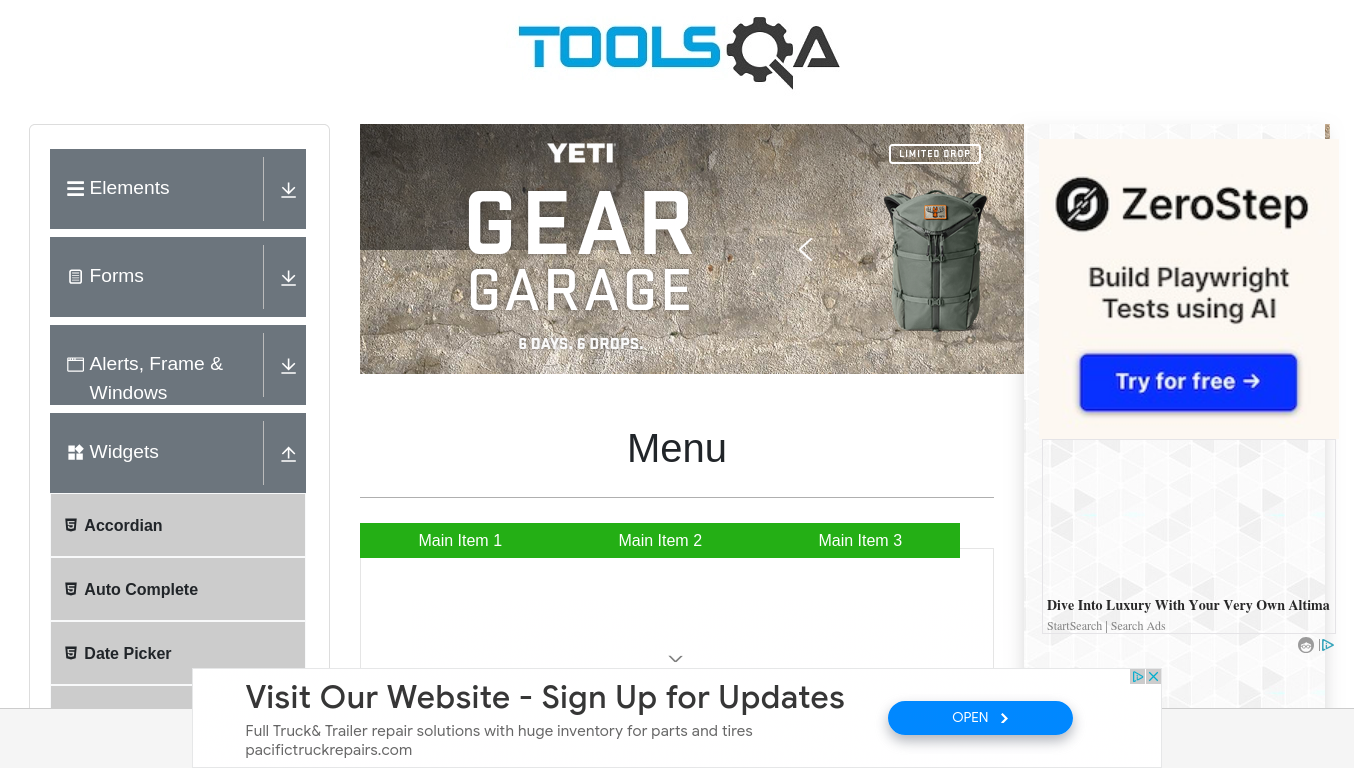 TOOLSQA
Elements
Forms
Alerts, Frame &
Windows
Widgets
Accordian
Auto Complete
Date Picker
YETI
LIMITED DROP
GEAR
GARAGE
6 DAYS. 6 DROPS.
Menu
Main Item 1
Main Item 2
Main Item 3
ZeroStep
Build Playwright
Tests using AI
Try for free →
Dive Into Luxury With Your Very Own Altima
StartSearch | Search Ads
Visit Our Website - Sign Up for Updates
Full Truck& Trailer repair solutions with huge inventory for parts and tires
pacifictruckrepairs.com
OPEN